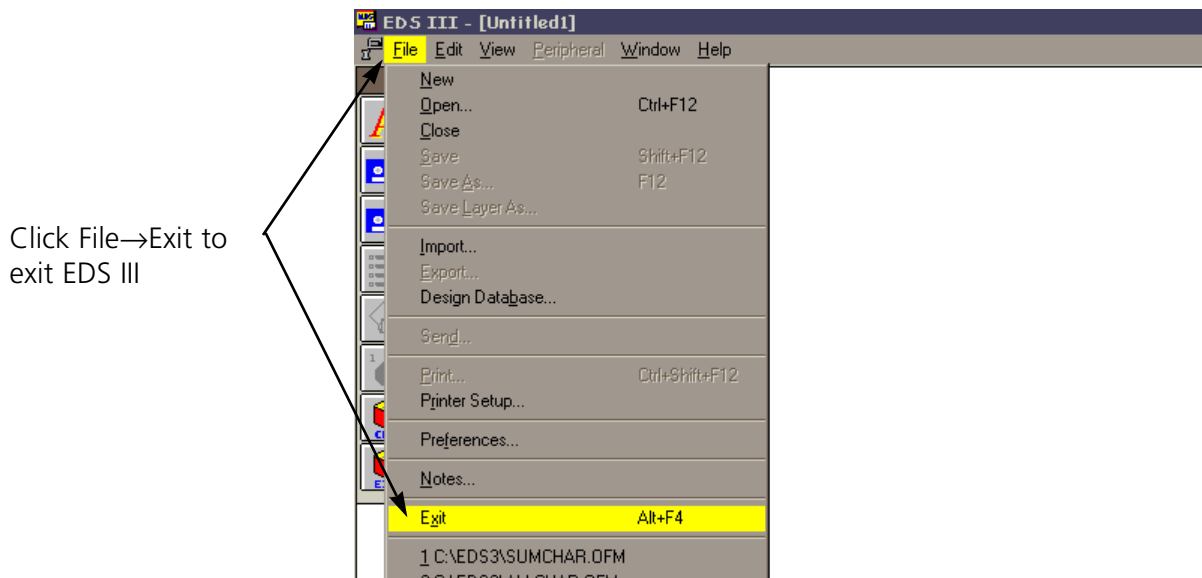 EDS III - [Untitled1]
File Edit View Peripheral Window Help
New
Open... Ctrl+F12
Close
Save Shift+F12
Save As... F12
Save Layer As...
Click File→Exit to
exit EDS III
Import...
Export...
Design Database...
Send...
1
Print... Ctrl+Shift+F12
Printer Setup...
Preferences...
Notes...
Exit Alt+F4
1 C:\EDS3\SUMCHAR.OFM